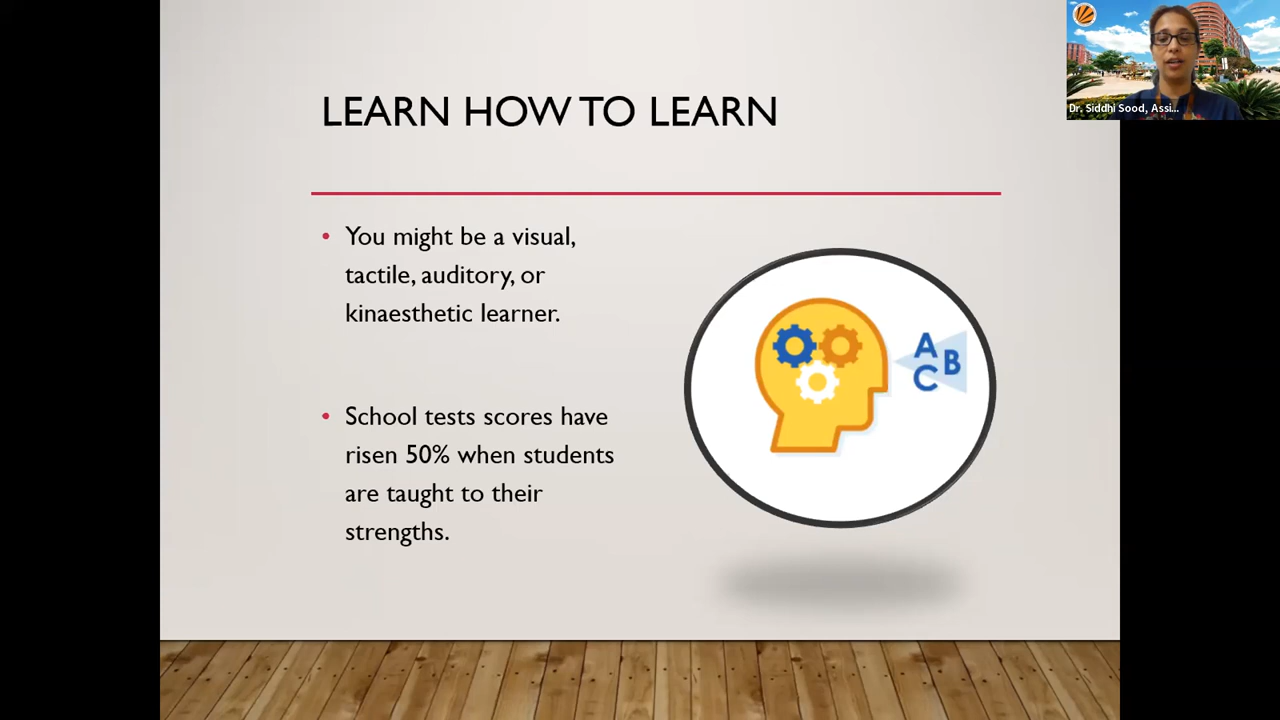 LEARN HOW TO LEARN
• You might be a visual,
tactile, auditory, or
kinaesthetic learner.
• School tests scores have
risen 50% when students
are taught to their
strengths.
A
B
C
Dr. Siddhi Sood, Assi...